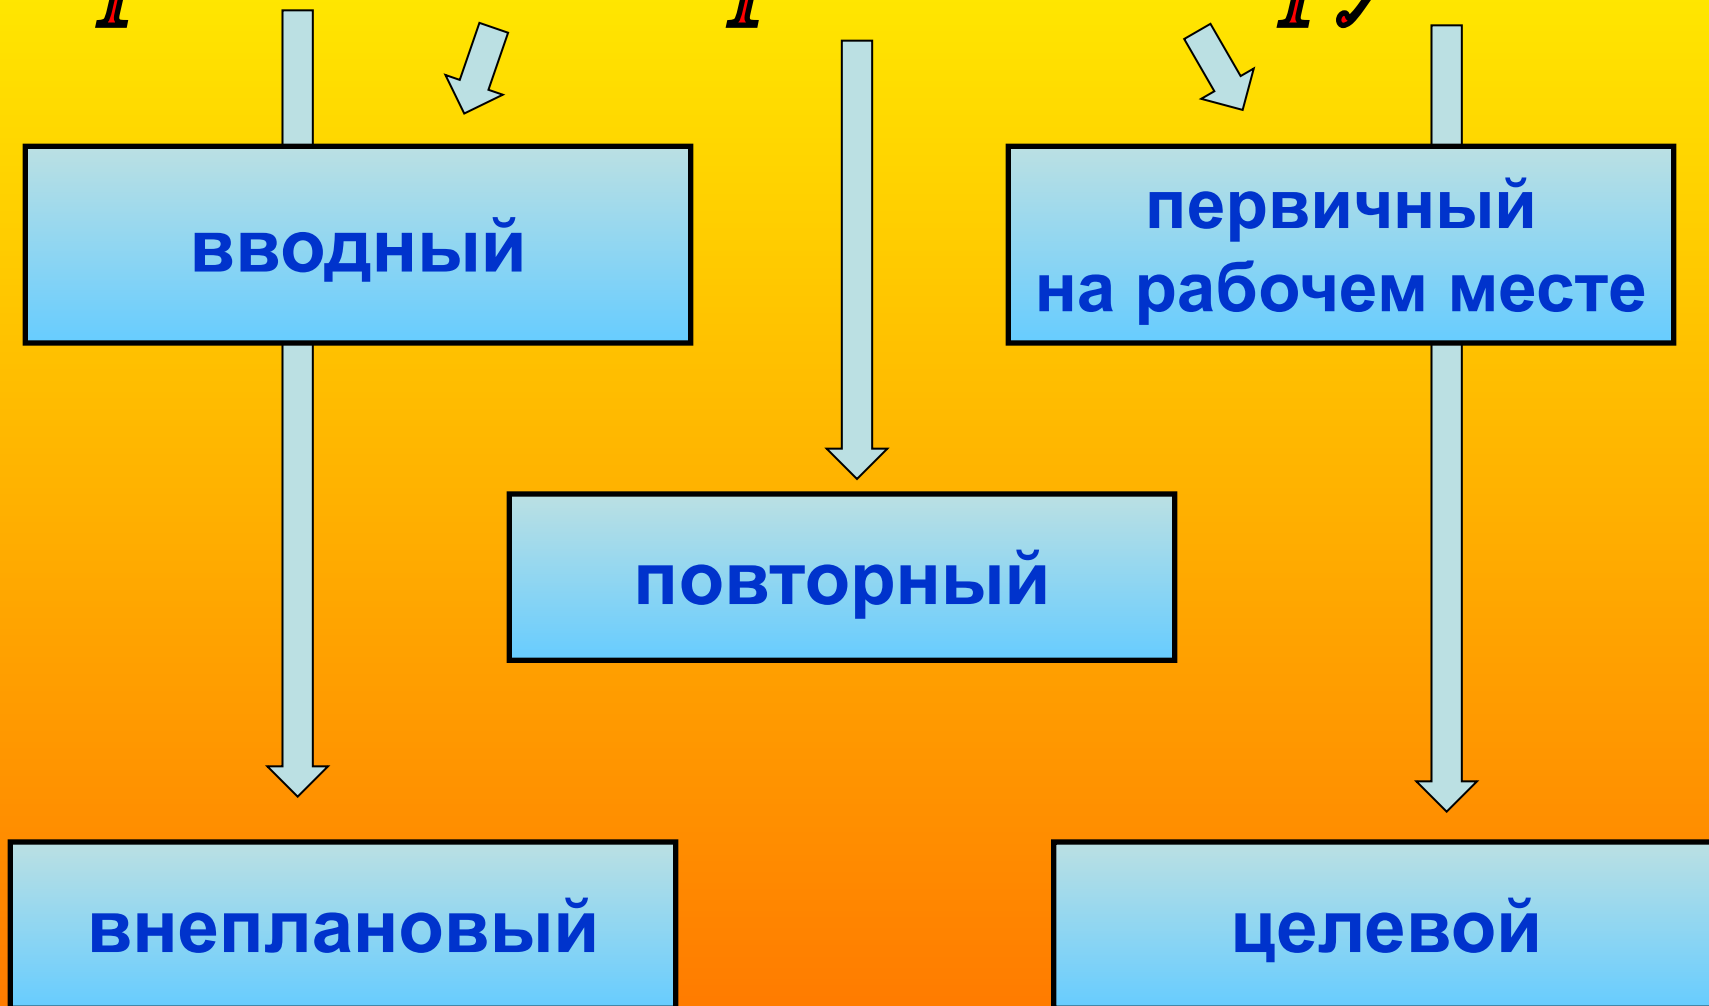 вводный
первичный
на рабочем месте
повторный
внеплановый
целевой